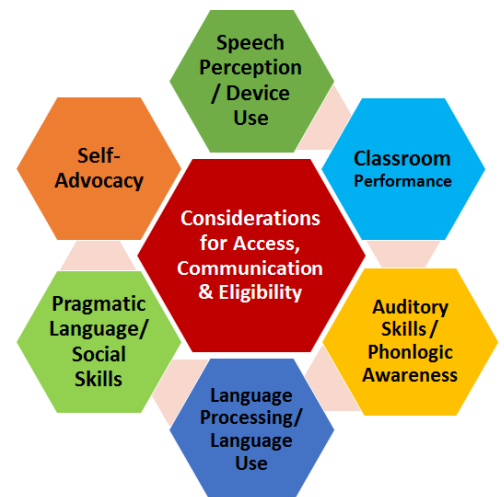 Speech
Perception
/ Device
Use
Classroom
Performance
Auditory
Skills/
Phonlogic
Awareness
Language
Processing/
Language
Use
Pragmatic
Language/
Social
Skills
Self-
Advocacy
Considerations
for Access,
Communication
& Eligibility